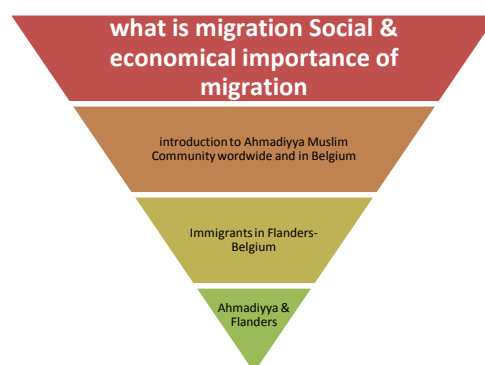 what is migration Social &
economical importance of
migration
introduction to Ahmadiyya Muslim
Community wordwide and in Belgium
Immigrants in Flanders-
Belgium
Ahmadiyya &
Flanders